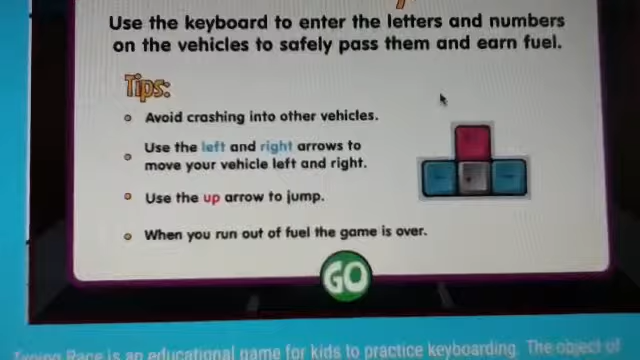 Use the keyboard to enter the letters and numbers
on the vehicles to safely pass them and earn fuel.
Tips:
Avoid crashing into other vehicles.
Use the left and right arrows to
move your vehicle left and right.
Use the up arrow to jump.
When you run out of fuel the game is over.
GO
Typing Race is an educational game for kids to practice keyboarding. The object of